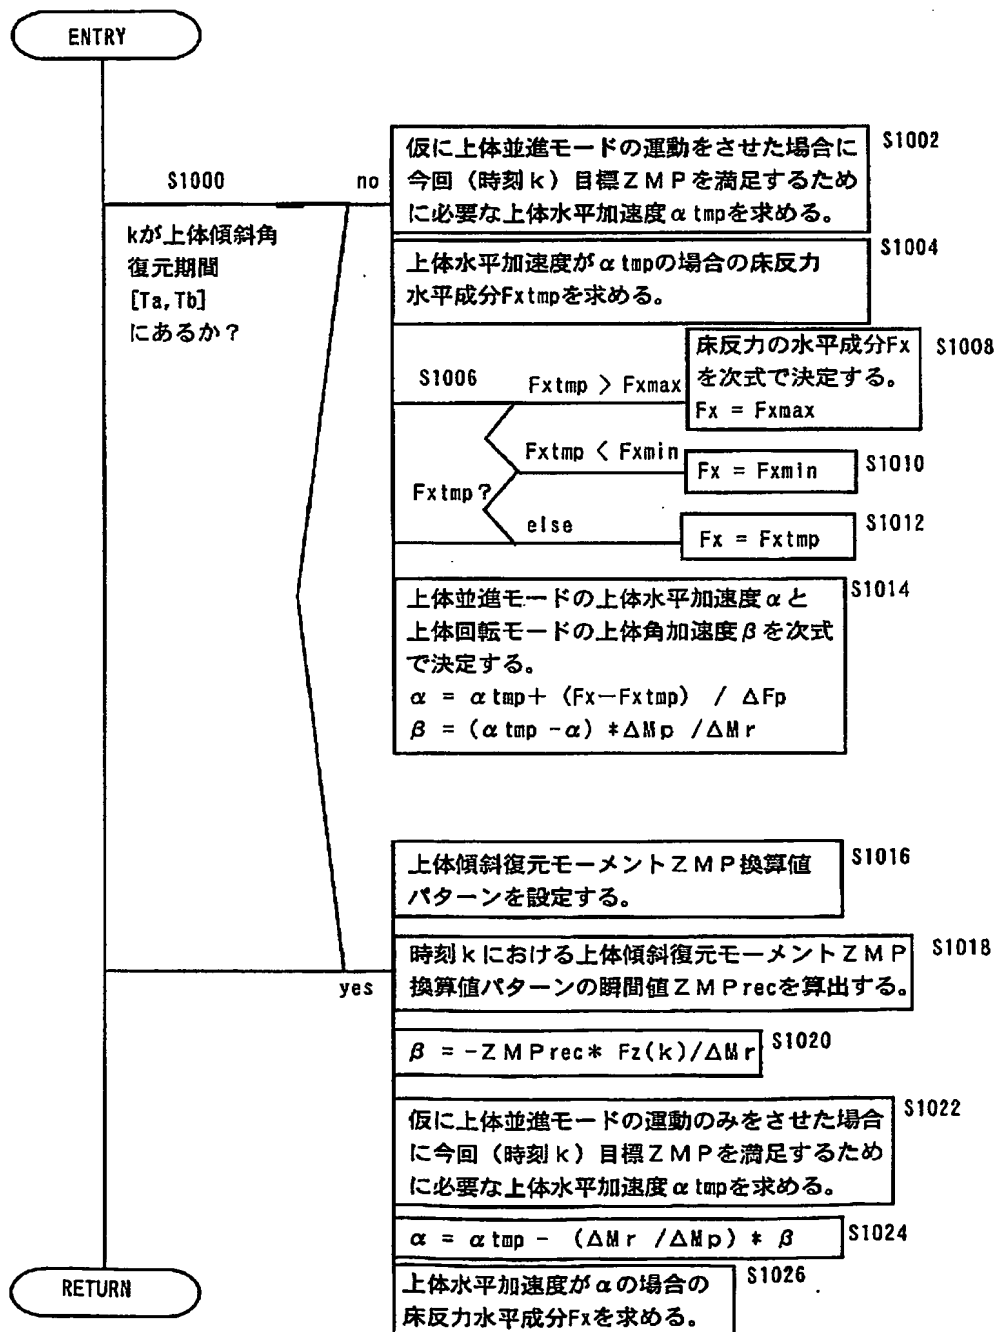 ENTRY
S1000
no
kが上体傾斜角
復元期間
[Ta,Tb]
にあるか？
仮に上体並進モードの運動をさせた場合に
今回（時刻k）目標ZMPを満足するため
に必要な上体水平加速度αtmpを求める。
S1002
上体水平加速度がαtmpの場合の床反力
水平成分Fxtmpを求める。
S1004
S1006
Fxtmp？
Fxtmp > Fxmax
床反力の水平成分Fx
を次式で決定する。
Fx = Fxmax
S1008
Fxtmp < Fxmin
Fx = Fxmin
S1010
else
Fx = Fxtmp
S1012
上体並進モードの上体水平加速度αと
上体回転モードの上体角加速度βを次式
で決定する。
α = αtmp+ (Fx-Fxtmp) / ΔFp
β = (αtmp -α) *ΔMp /ΔMr
S1014
yes
上体傾斜復元モーメントZMP換算値
パターンを設定する。
S1016
時刻kにおける上体傾斜復元モーメントZMP
換算値パターンの瞬間値ZMPrecを算出する。
S1018
β = -ZMPrec* Fz(k)/ΔMr
S1020
仮に上体並進モードの運動のみをさせた場合
に今回（時刻k）目標ZMPを満足するため
に必要な上体水平加速度αtmpを求める。
S1022
α = αtmp - (ΔMr /ΔMp) * β
S1024
上体水平加速度がαの場合の
床反力水平成分Fxを求める。
S1026
RETURN